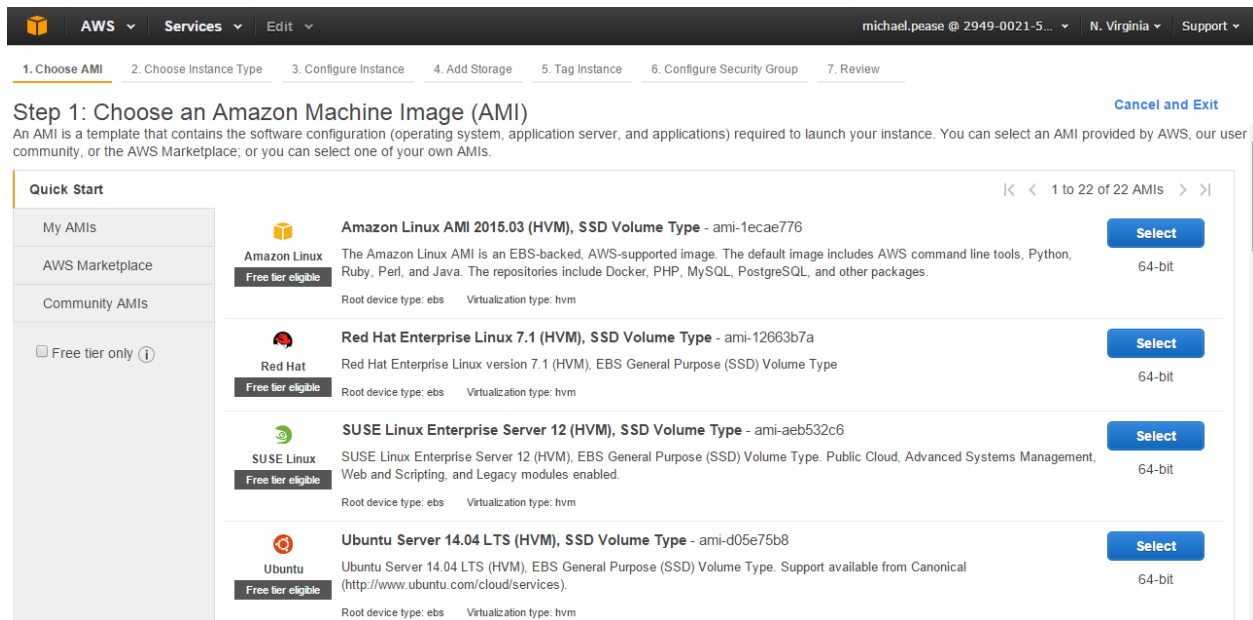 AWS Services Edit michael.pease @ 2949-0021-5... N. Virginia Support
1. Choose AMI 2. Choose Instance Type 3. Configure Instance 4. Add Storage 5. Tag Instance 6. Configure Security Group 7. Review
Step 1: Choose an Amazon Machine Image (AMI)
Cancel and Exit
An AMI is a template that contains the software configuration (operating system, application server, and applications) required to launch your instance. You can select an AMI provided by AWS, our user
community, or the AWS Marketplace; or you can select one of your own AMIs.
Quick Start
My AMIs
AWS Marketplace
Community AMIs
Free tier only
1 to 22 of 22 AMIs
Amazon Linux
Free tier eligible
Amazon Linux AMI 2015.03 (HVM), SSD Volume Type - ami-1ecae776
The Amazon Linux AMI is an EBS-backed, AWS-supported image. The default image includes AWS command line tools, Python,
Ruby, Perl, and Java. The repositories include Docker, PHP, MySQL, PostgreSQL, and other packages.
Root device type: ebs Virtualization type: hvm
Select
64-bit
Red Hat
Free tier eligible
Red Hat Enterprise Linux 7.1 (HVM), SSD Volume Type - ami-12663b7a
Red Hat Enterprise Linux version 7.1 (HVM), EBS General Purpose (SSD) Volume Type
Root device type: ebs Virtualization type: hvm
Select
64-bit
SUSE Linux
Free tier eligible
SUSE Linux Enterprise Server 12 (HVM), SSD Volume Type - ami-aeb532c6
SUSE Linux Enterprise Server 12 (HVM), EBS General Purpose (SSD) Volume Type. Public Cloud, Advanced Systems Management,
Web and Scripting, and Legacy modules enabled.
Root device type: ebs Virtualization type: hvm
Select
64-bit
Ubuntu
Free tier eligible
Ubuntu Server 14.04 LTS (HVM), SSD Volume Type - ami-d05e75b8
Ubuntu Server 14.04 LTS (HVM), EBS General Purpose (SSD) Volume Type. Support available from Canonical
(http://www.ubuntu.com/cloud/services).
Root device type: ebs Virtualization type: hvm
Select
64-bit